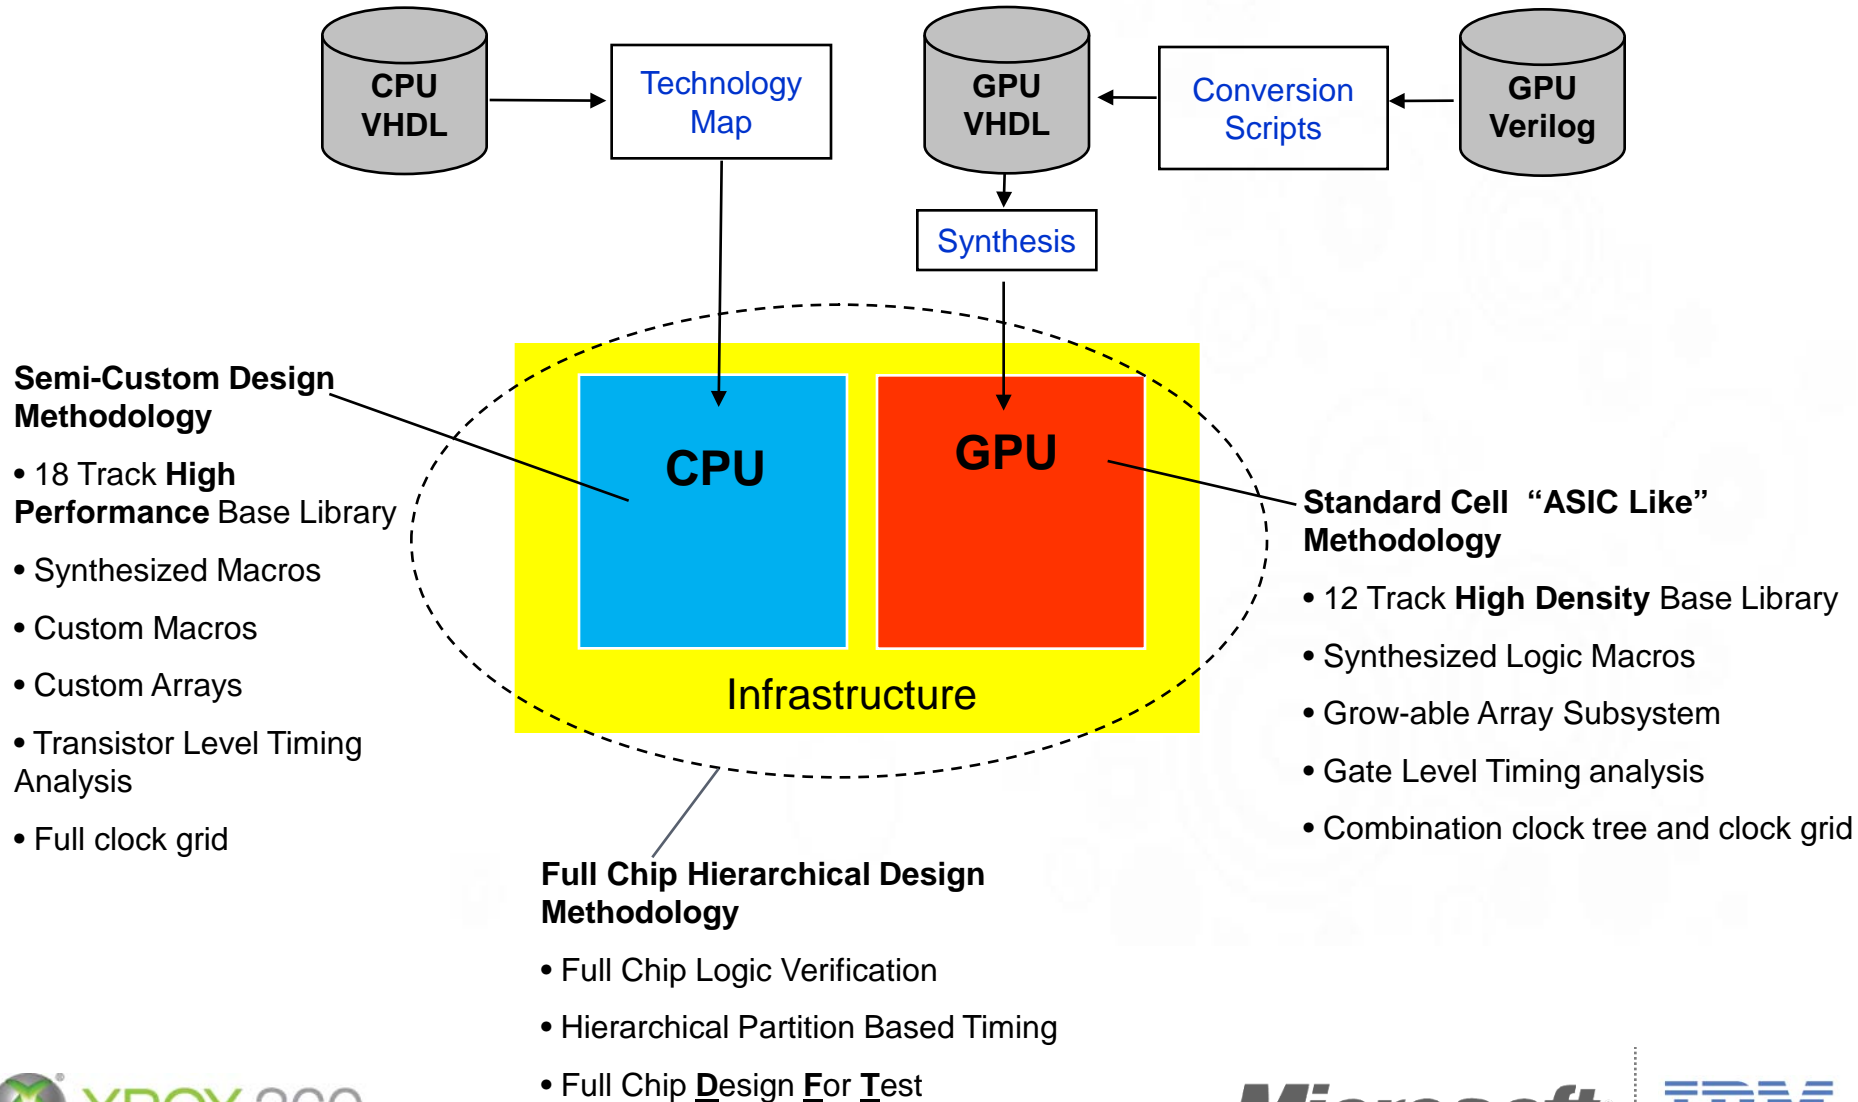 CPU
VHDL
Technology
Map
GPU
VHDL
Conversion
Scripts
GPU
Verilog
Synthesis
Semi-Custom Design
Methodology
• 18 Track High
Performance Base Library
• Synthesized Macros
• Custom Macros
• Custom Arrays
• Transistor Level Timing
Analysis
• Full clock grid
CPU
GPU
Infrastructure
Standard Cell “ASIC Like”
Methodology
• 12 Track High Density Base Library
• Synthesized Logic Macros
• Grow-able Array Subsystem
• Gate Level Timing analysis
• Combination clock tree and clock grid
Full Chip Hierarchical Design
Methodology
• Full Chip Logic Verification
• Hierarchical Partition Based Timing
• Full Chip Design For Test
XBOX 360
Microsoft
IBM